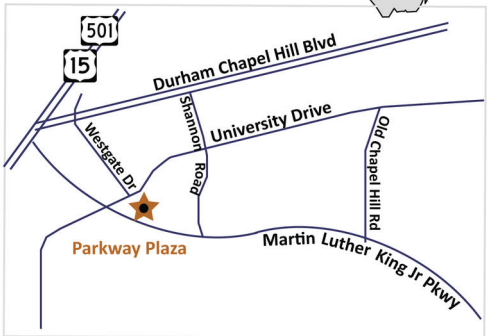 501
15
Durham Chapel Hill Blvd
Shannon Road
University Drive
Westgate Dr
Old Chapel Hill Rd
Parkway Plaza
Martin Luther King Jr Pkwy